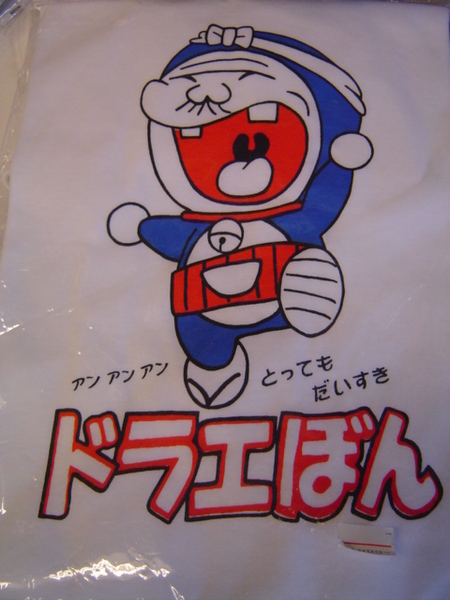 アン アン アン
とっても
だいすき
ドラエぼん